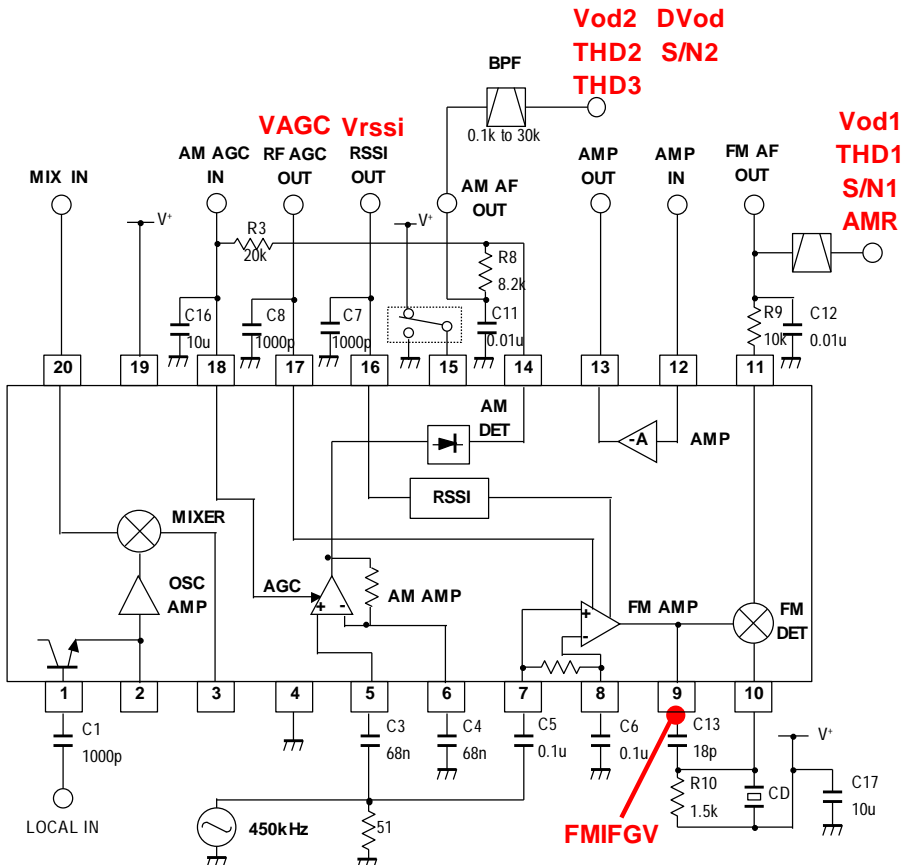 Vod2 DVod
THD2 S/N2
THD3
BPF
0.1k to 30k
Vod1
THD1
S/N1
AMR
VAGC Vrssi
MIX IN
AM AGC IN
RF AGC OUT
RSSI OUT
AM AF OUT
AMP OUT
AMP IN
FM AF OUT
V+
R3
20k
R8
8.2k
C16
10u
C8
1000p
C7
1000p
C11
0.01u
R9
10k
C12
0.01u
20
19
18
17
16
15
14
13
12
11
AM DET
-A
AMP
RSSI
MIXER
OSC AMP
AGC
+ -
AM AMP
+
-
FM AMP
FM DET
1
2
3
4
5
6
7
8
9
10
C1
1000p
C3
68n
C4
68n
C5
0.1u
C6
0.1u
C13
18p
V+
R10
1.5k
CD
C17
10u
LOCAL IN
450kHz
51
FMIFGV